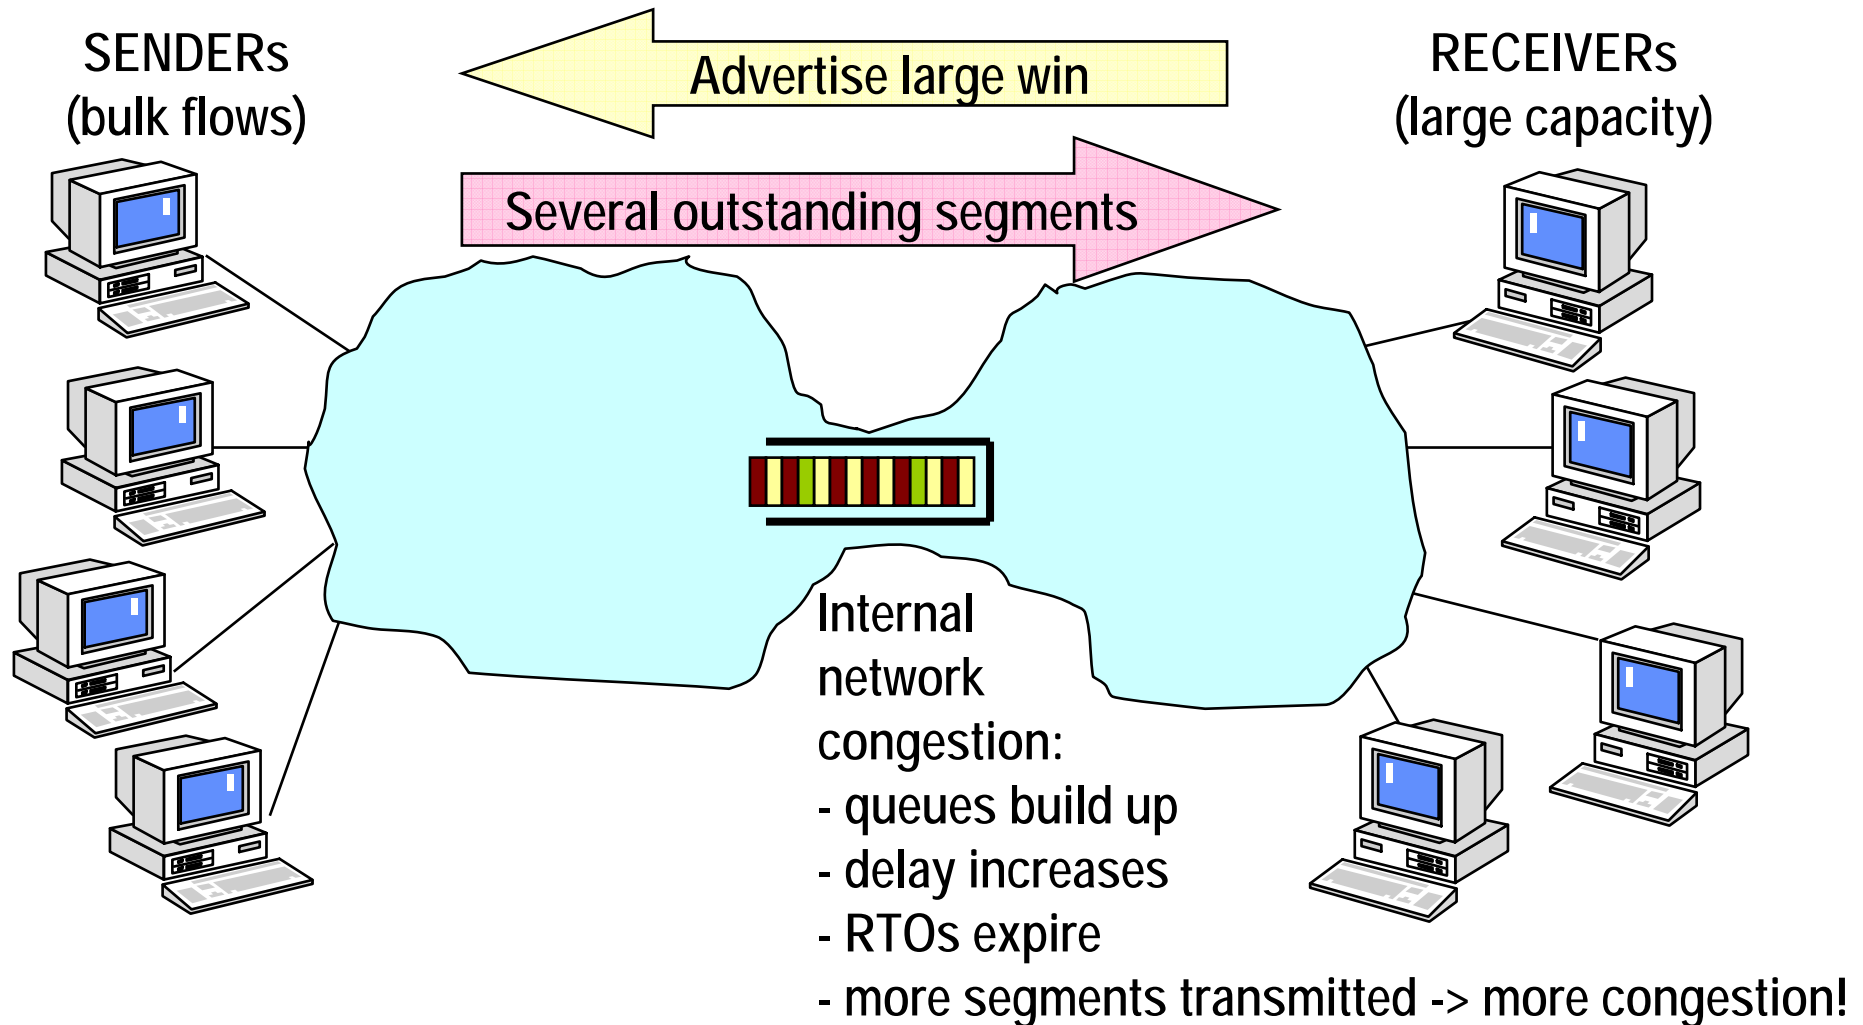 SENDERs
(bulk flows)
Advertise large win
RECEIVERs
(large capacity)
Several outstanding segments
Internal
network
congestion:
- queues build up
- delay increases
- RTOs expire
- more segments transmitted -> more congestion!